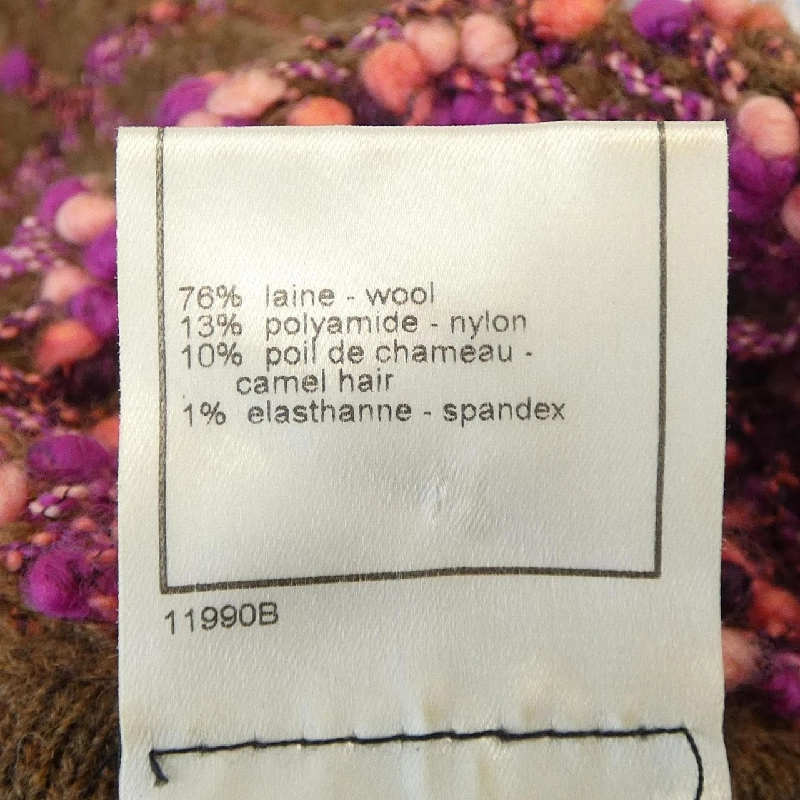 76% laine - wool
13% polyamide - nylon
10% poil de chameau -
camel hair
1% elasthanne - spandex
11990B